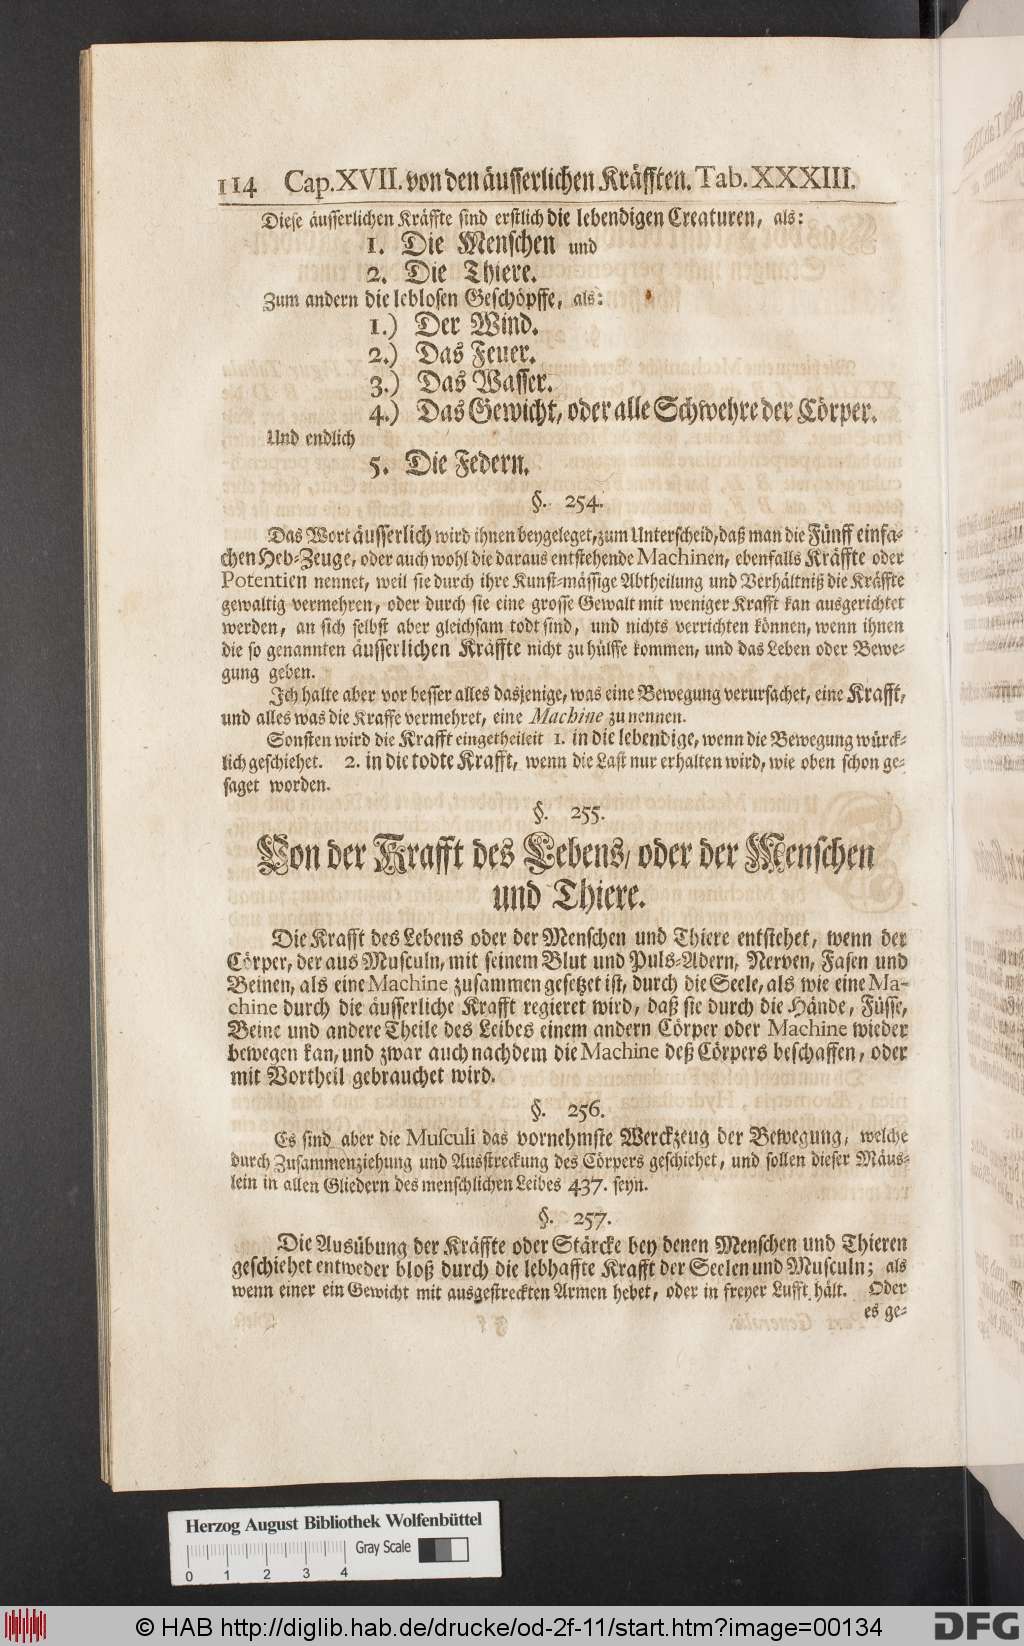 114 Cap. XVII. von den äusserlichen Kräfften. Tab. XXXIII.
Diese äusserlichen Kräffte sind erstlich die lebendigen Creaturen, als:
1. Die Menschen und
2. Die Thiere.
Zum andern die leblosen Geschöpffe, als:
1.) Der Wind.
2.) Das Feuer.
3.) Das Wasser.
4.) Das Gewicht, oder alle Schwehre der Cörper.
Und endlich
5. Die Federn.
§. 254.
Das Wort äusserlich wird ihnen beygeleget, zum Unterscheid, daß man die Fünff einfa-
chen Heb-Zeuge, oder auch wohl die daraus entstehende Machinen, ebenfalls Kräffte oder
Potentien nennet, weil sie durch ihre Kunst-mässige Abtheilung und Verhältniß die Kräffte
gewaltig vermehren, oder durch sie eine grosse Gewalt mit weniger Krafft kan ausgerichtet
werden, an sich selbst aber gleichsam todt sind, und nichts verrichten können, wenn ihnen
die so genannten äusserlichen Kräffte nicht zu hülffe kommen, und das Leben oder Bewe-
gung geben.
Ich halte aber vor besser alles dasjenige, was eine Bewegung verursachet, eine Krafft,
und alles was die Kraffe vermehret, eine Machine zu nennen.
Sonsten wird die Krafft eingetheileit 1. in die lebendige, wenn die Bewegung würck-
lich geschiehet. 2. in die todte Krafft, wenn die Last nur erhalten wird, wie oben schon ge-
saget worden.
§. 255.
Von der Krafft des Lebens, oder der Menschen
und Thiere.
Die Krafft des Lebens oder der Menschen und Thiere entstehet, wenn der
Cörper, der aus Musculn, mit seinem Blut und Puls-Adern, Nerven, Fasen und
Beinen, als eine Machine zusammen gesetzet ist, durch die Seele, als wie eine Ma-
chine durch die äusserliche Krafft regieret wird, daß sie durch die Hände, Füsse,
Beine und andere Theile des Leibes einem andern Cörper oder Machine wieder
bewegen kan, und zwar auch nachdem die Machine deß Cörpers beschaffen, oder
mit Vortheil gebrauchet wird.
§. 256.
Es sind aber die Musculi das vornehmste Werckzeug der Bewegung, welche
durch Zusammenziehung und Ausstreckung des Cörpers geschiehet, und sollen dieser Mäus-
lein in allen Gliedern des menschlichen Leibes 437. seyn.
§. 257.
Die Ausübung der Kräffte oder Stärcke bey denen Menschen und Thieren
geschiehet entweder bloß durch die lebhaffte Krafft der Seelen und Musculn; als
wenn einer ein Gewicht mit ausgestreckten Armen hebet, oder in freyer Lufft hält. Oder
es ge-
Herzog August Bibliothek Wolfenbüttel
Gray Scale
0 1 2 3 4
© HAB http://diglib.hab.de/drucke/od-2f-11/start.htm?image=00134
DFG